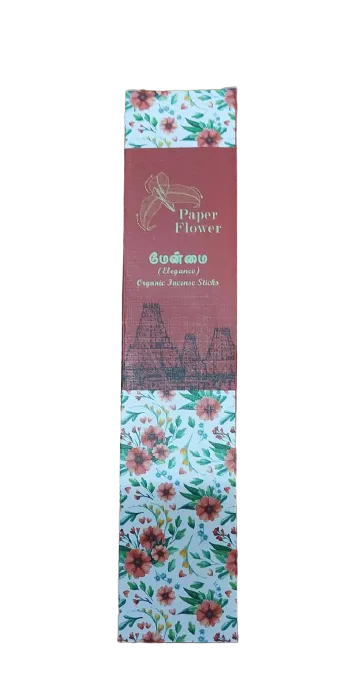 Paper
Flower
மேன்மை
(Elegance)
Organic Incense Sticks